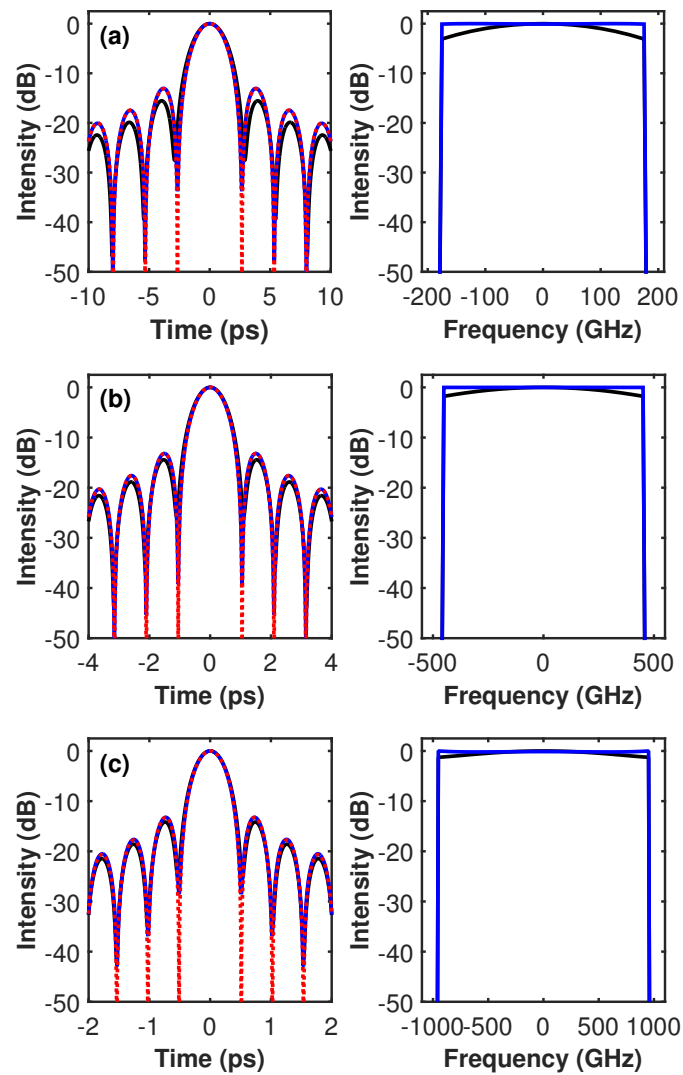 (a)
Intensity (dB)
0
-10
-20
-30
-40
-50
-10 -5 0 5 10
Time (ps)
Intensity (dB)
0
-10
-20
-30
-40
-50
-200 -100 0 100 200
Frequency (GHz)
(b)
Intensity (dB)
0
-10
-20
-30
-40
-50
-4 -2 0 2 4
Time (ps)
Intensity (dB)
0
-10
-20
-30
-40
-50
-500 0 500
Frequency (GHz)
(c)
Intensity (dB)
0
-10
-20
-30
-40
-50
-2 -1 0 1 2
Time (ps)
Intensity (dB)
0
-10
-20
-30
-40
-50
-1000 -500 0 500 1000
Frequency (GHz)